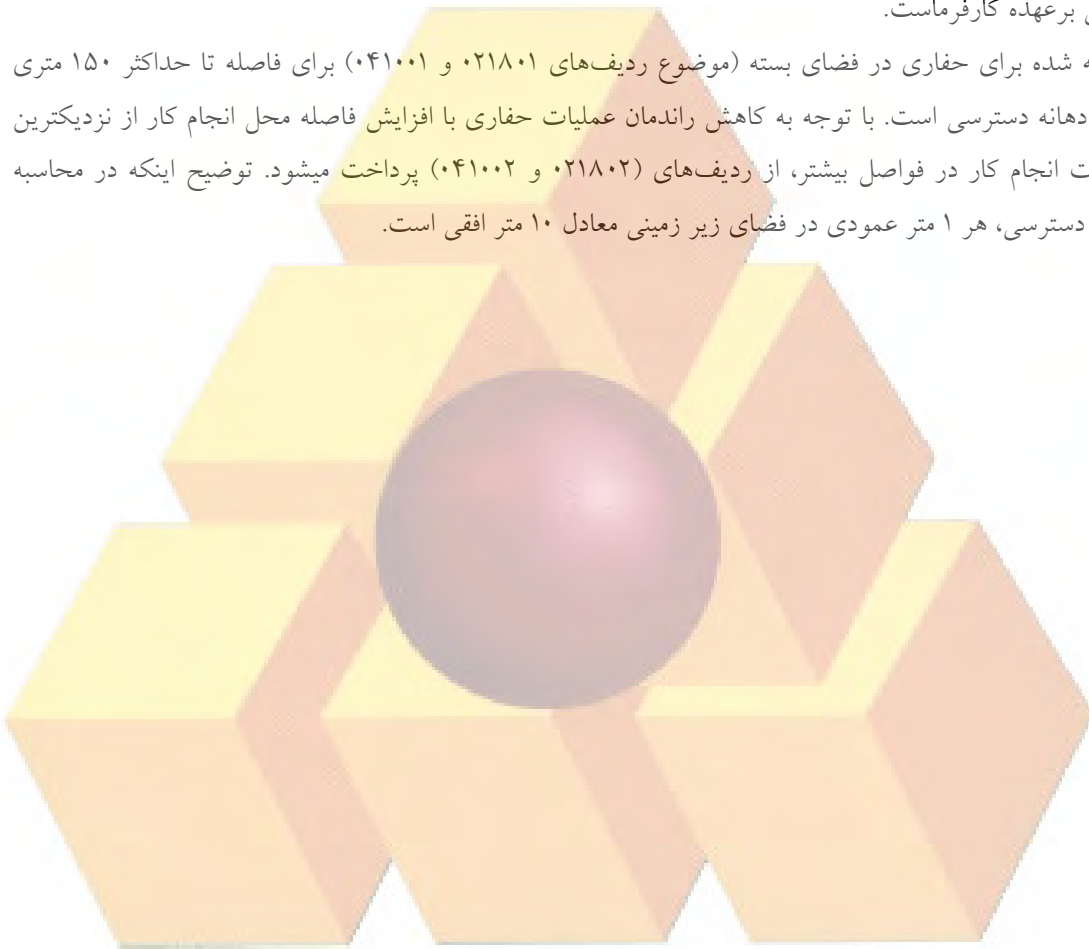 برعهده کارفرماست.
شده برای حفاری در فضای بسته (موضوع ردیف‌های ۰۲۱۸۰۱ و ۰۴۱۰۰۱) برای فاصله تا حداکثر ۱۵۰ متری
دهانه دسترسی است. با توجه به کاهش راندمان عملیات حفاری با افزایش فاصله محل انجام کار از نزدیکترین
انجام کار در فواصل بیشتر، از ردیف‌های (۰۲۱۸۰۲ و ۰۴۱۰۰۲) پرداخت میشود. توضیح اینکه در محاسبه
دسترسی، هر ۱ متر عمودی در فضای زیر زمینی معادل ۱۰ متر افقی است.